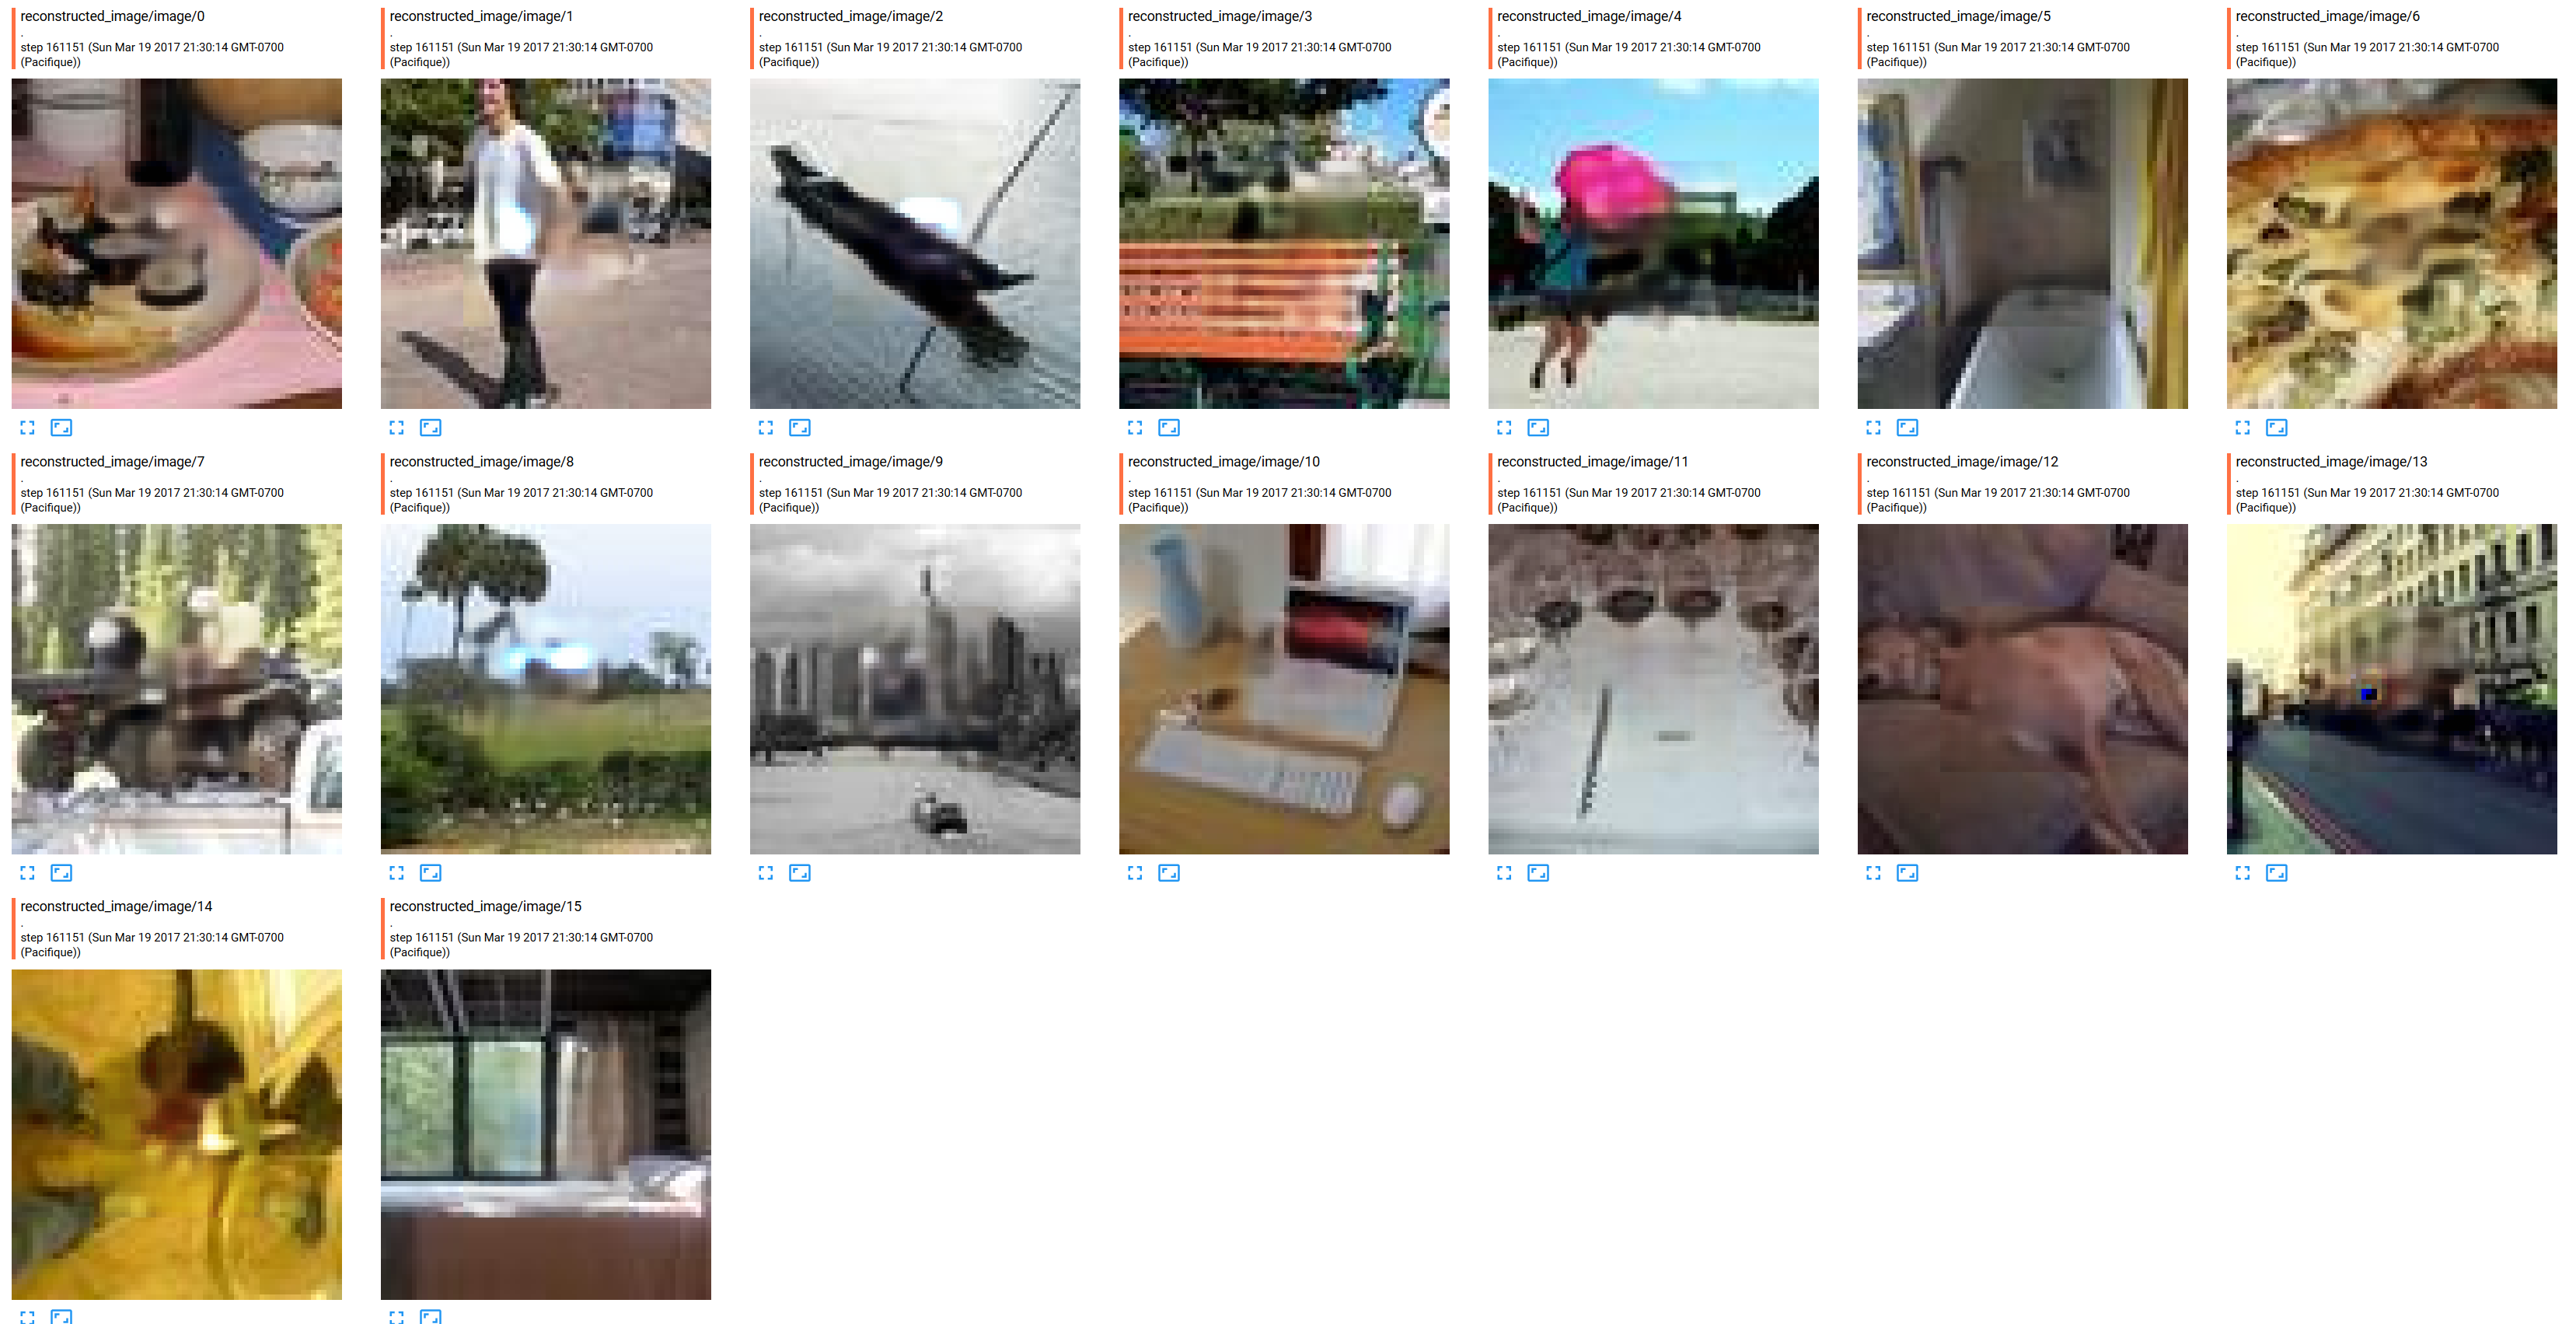 reconstructed_image/image/0
.
step 161151 (Sun Mar 19 2017 21:30:14 GMT-0700
(Pacifique))
reconstructed_image/image/1
.
step 161151 (Sun Mar 19 2017 21:30:14 GMT-0700
(Pacifique))
reconstructed_image/image/2
.
step 161151 (Sun Mar 19 2017 21:30:14 GMT-0700
(Pacifique))
reconstructed_image/image/3
.
step 161151 (Sun Mar 19 2017 21:30:14 GMT-0700
(Pacifique))
reconstructed_image/image/4
.
step 161151 (Sun Mar 19 2017 21:30:14 GMT-0700
(Pacifique))
reconstructed_image/image/5
.
step 161151 (Sun Mar 19 2017 21:30:14 GMT-0700
(Pacifique))
reconstructed_image/image/6
.
step 161151 (Sun Mar 19 2017 21:30:14 GMT-0700
(Pacifique))
reconstructed_image/image/7
.
step 161151 (Sun Mar 19 2017 21:30:14 GMT-0700
(Pacifique))
reconstructed_image/image/8
.
step 161151 (Sun Mar 19 2017 21:30:14 GMT-0700
(Pacifique))
reconstructed_image/image/9
.
step 161151 (Sun Mar 19 2017 21:30:14 GMT-0700
(Pacifique))
reconstructed_image/image/10
.
step 161151 (Sun Mar 19 2017 21:30:14 GMT-0700
(Pacifique))
reconstructed_image/image/11
.
step 161151 (Sun Mar 19 2017 21:30:14 GMT-0700
(Pacifique))
reconstructed_image/image/12
.
step 161151 (Sun Mar 19 2017 21:30:14 GMT-0700
(Pacifique))
reconstructed_image/image/13
.
step 161151 (Sun Mar 19 2017 21:30:14 GMT-0700
(Pacifique))
reconstructed_image/image/14
.
step 161151 (Sun Mar 19 2017 21:30:14 GMT-0700
(Pacifique))
reconstructed_image/image/15
.
step 161151 (Sun Mar 19 2017 21:30:14 GMT-0700
(Pacifique))